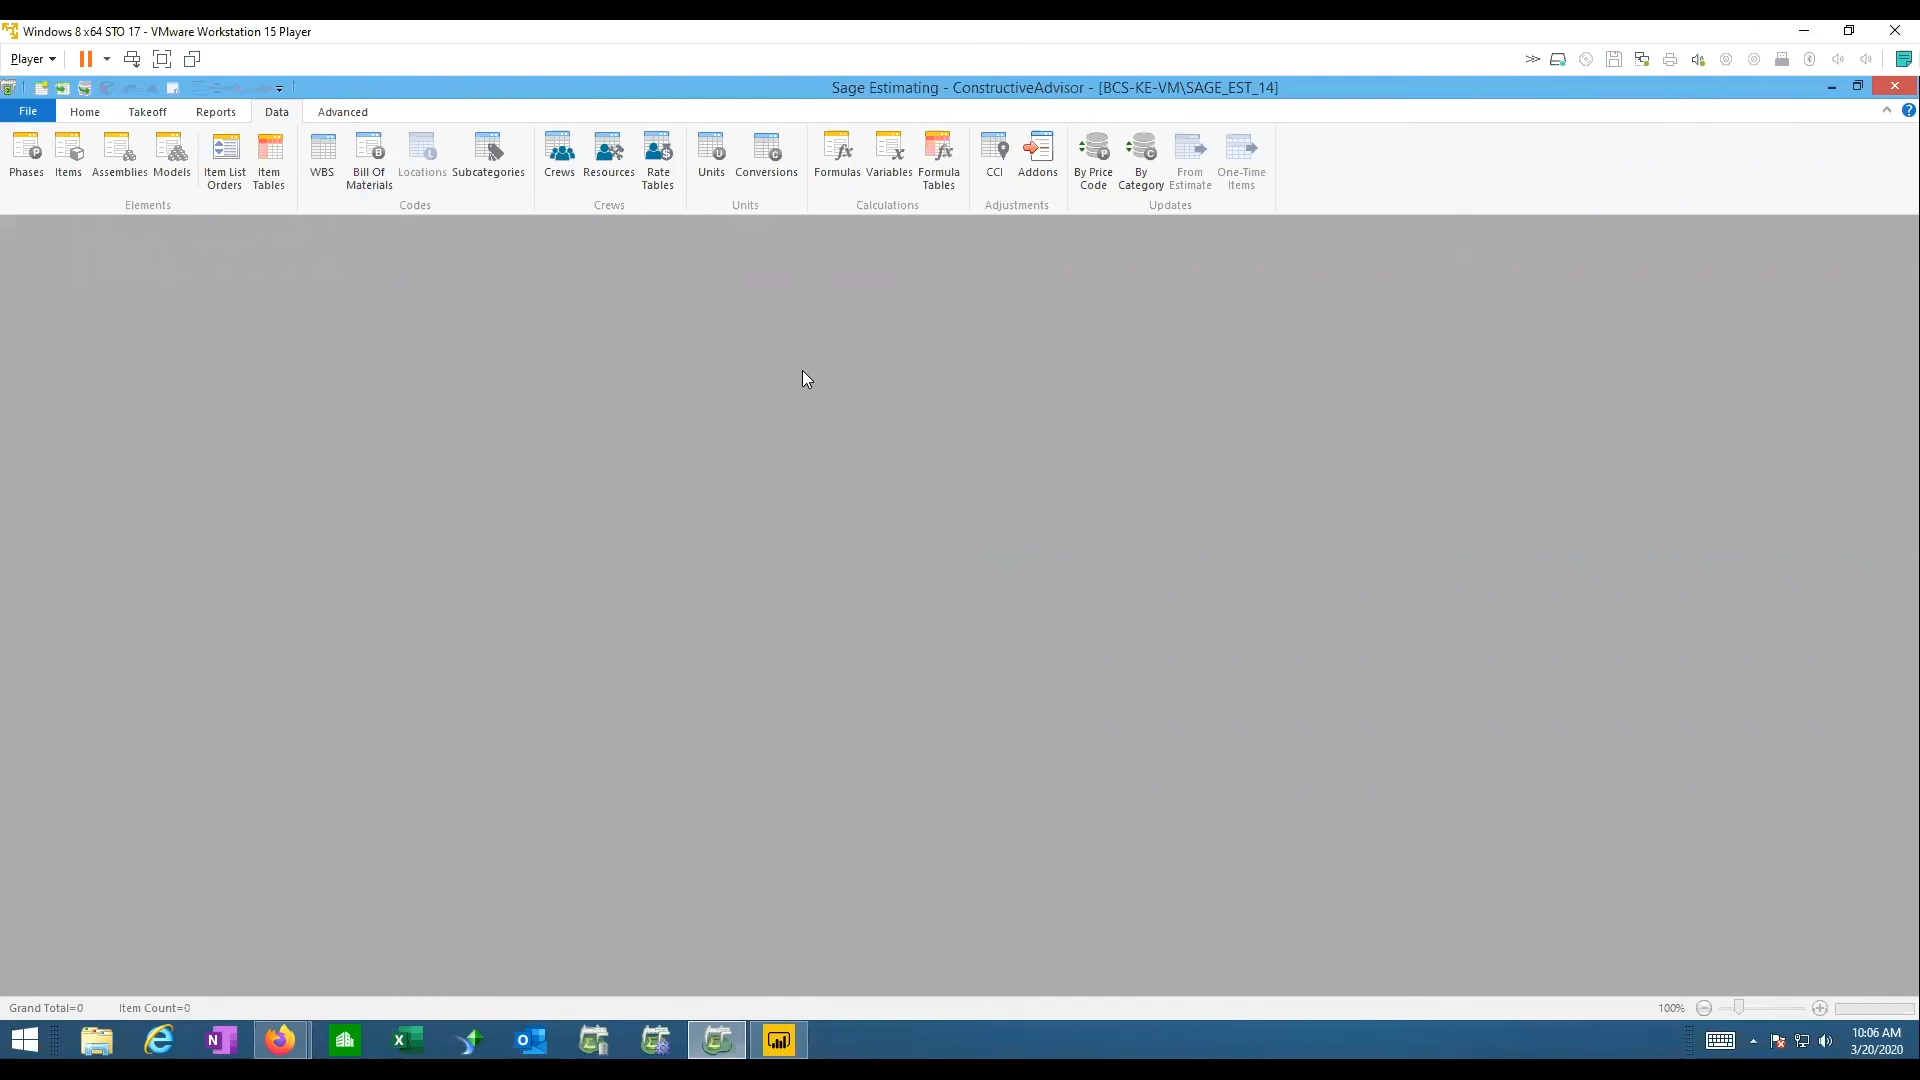 Windows 8 x64 STO 17 - VMware Workstation 15 Player
Player
Sage Estimating - ConstructiveAdvisor - [BCS-KE-VM\SAGE_EST_14]
File Home Takeoff Reports Data Advanced
Phases Items Assemblies Models Item List Orders Item Tables WBS Bill Of Materials Locations Subcategories Crews Resources Rate Tables Units Conversions Formulas Variables Formula Tables CCI Addons By Price Code By Category From Estimate One-Time Items
Elements Codes Crews Units Calculations Adjustments Updates
Grand Total=0 Item Count=0 100%
10:06 AM
3/20/2020